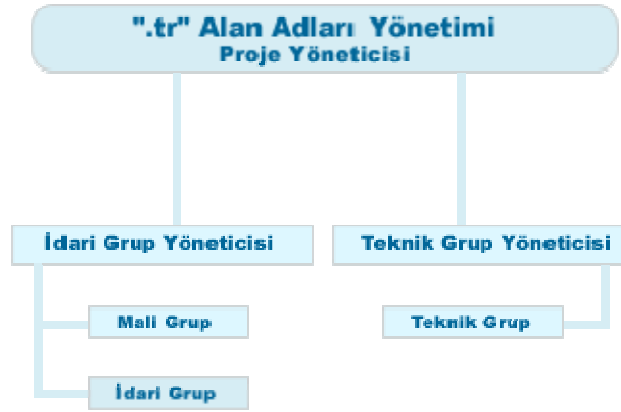 ".tr" Alan Adları Yönetimi
Proje Yöneticisi
İdari Grup Yöneticisi
Teknik Grup Yöneticisi
Mali Grup
Teknik Grup
İdari Grup